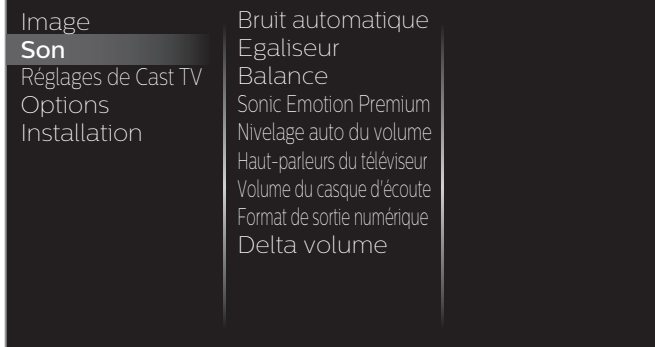 Image
Son
Réglages de Cast TV
Options
Installation
Bruit automatique
Egaliseur
Balance
Sonic Emotion Premium
Nivelage auto du volume
Haut-parleurs du téléviseur
Volume du casque d'écoute
Format de sortie numérique
Delta volume